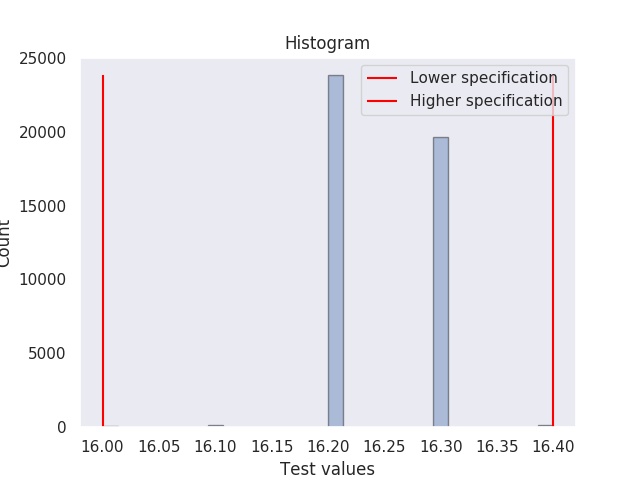 Histogram
25000
20000
15000
10000
5000
0
Count
Lower specification
Higher specification
16.00 16.05 16.10 16.15 16.20 16.25 16.30 16.35 16.40
Test values